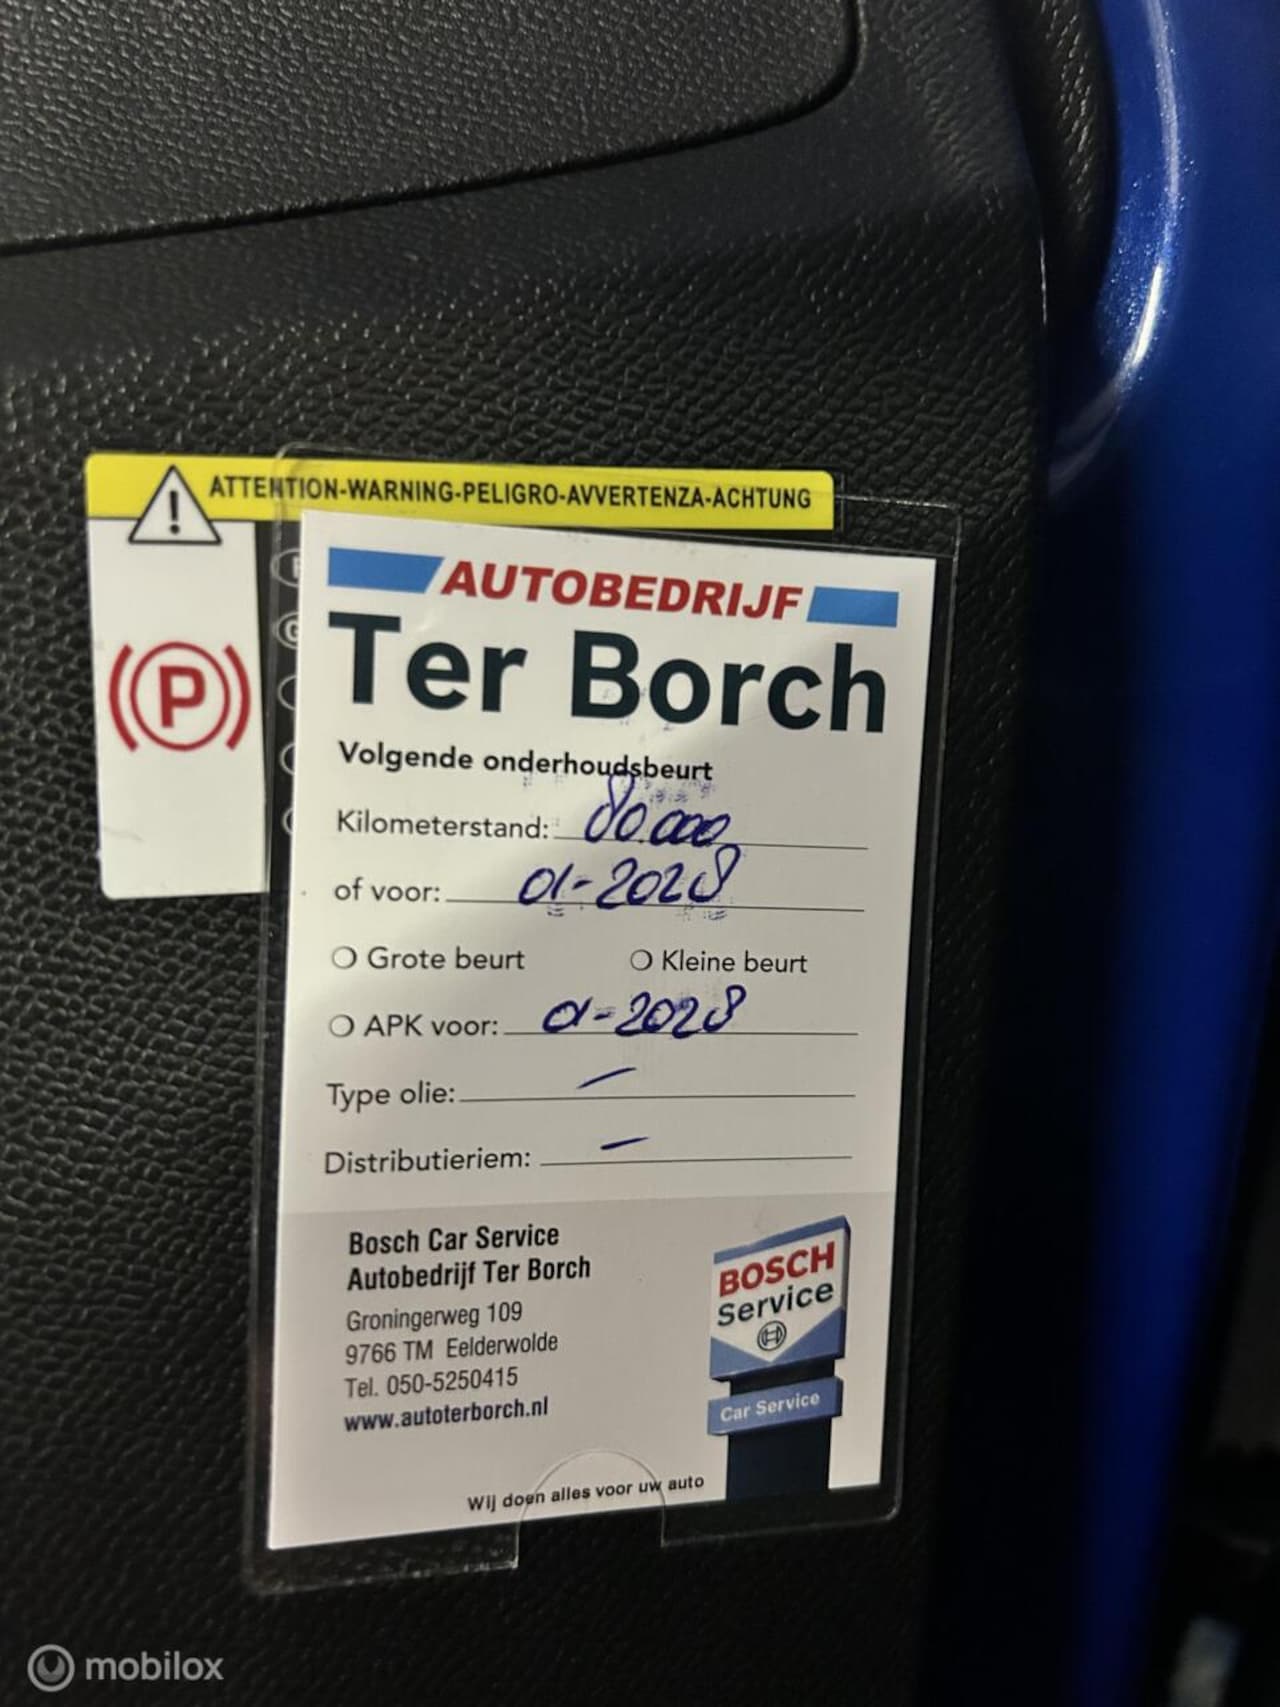 ATTENTION-WARNING-PELIGRO-AVVERTENZA-ACHTUNG
P
AUTOBEDRIJF
Ter Borch
Volgende onderhoudsbeurt
Kilometerstand: 80.000
of voor: 01-2028
Grote beurt Kleine beurt
APK voor: 01-2028
Type olie: –
Distributieriem: –
Bosch Car Service
Autobedrijf Ter Borch
Groningerweg 109
9766 TM Eelderwolde
Tel. 050-5250415
www.autoterborch.nl
BOSCH
Service
Car Service
Wij doen alles voor uw auto
mobilox